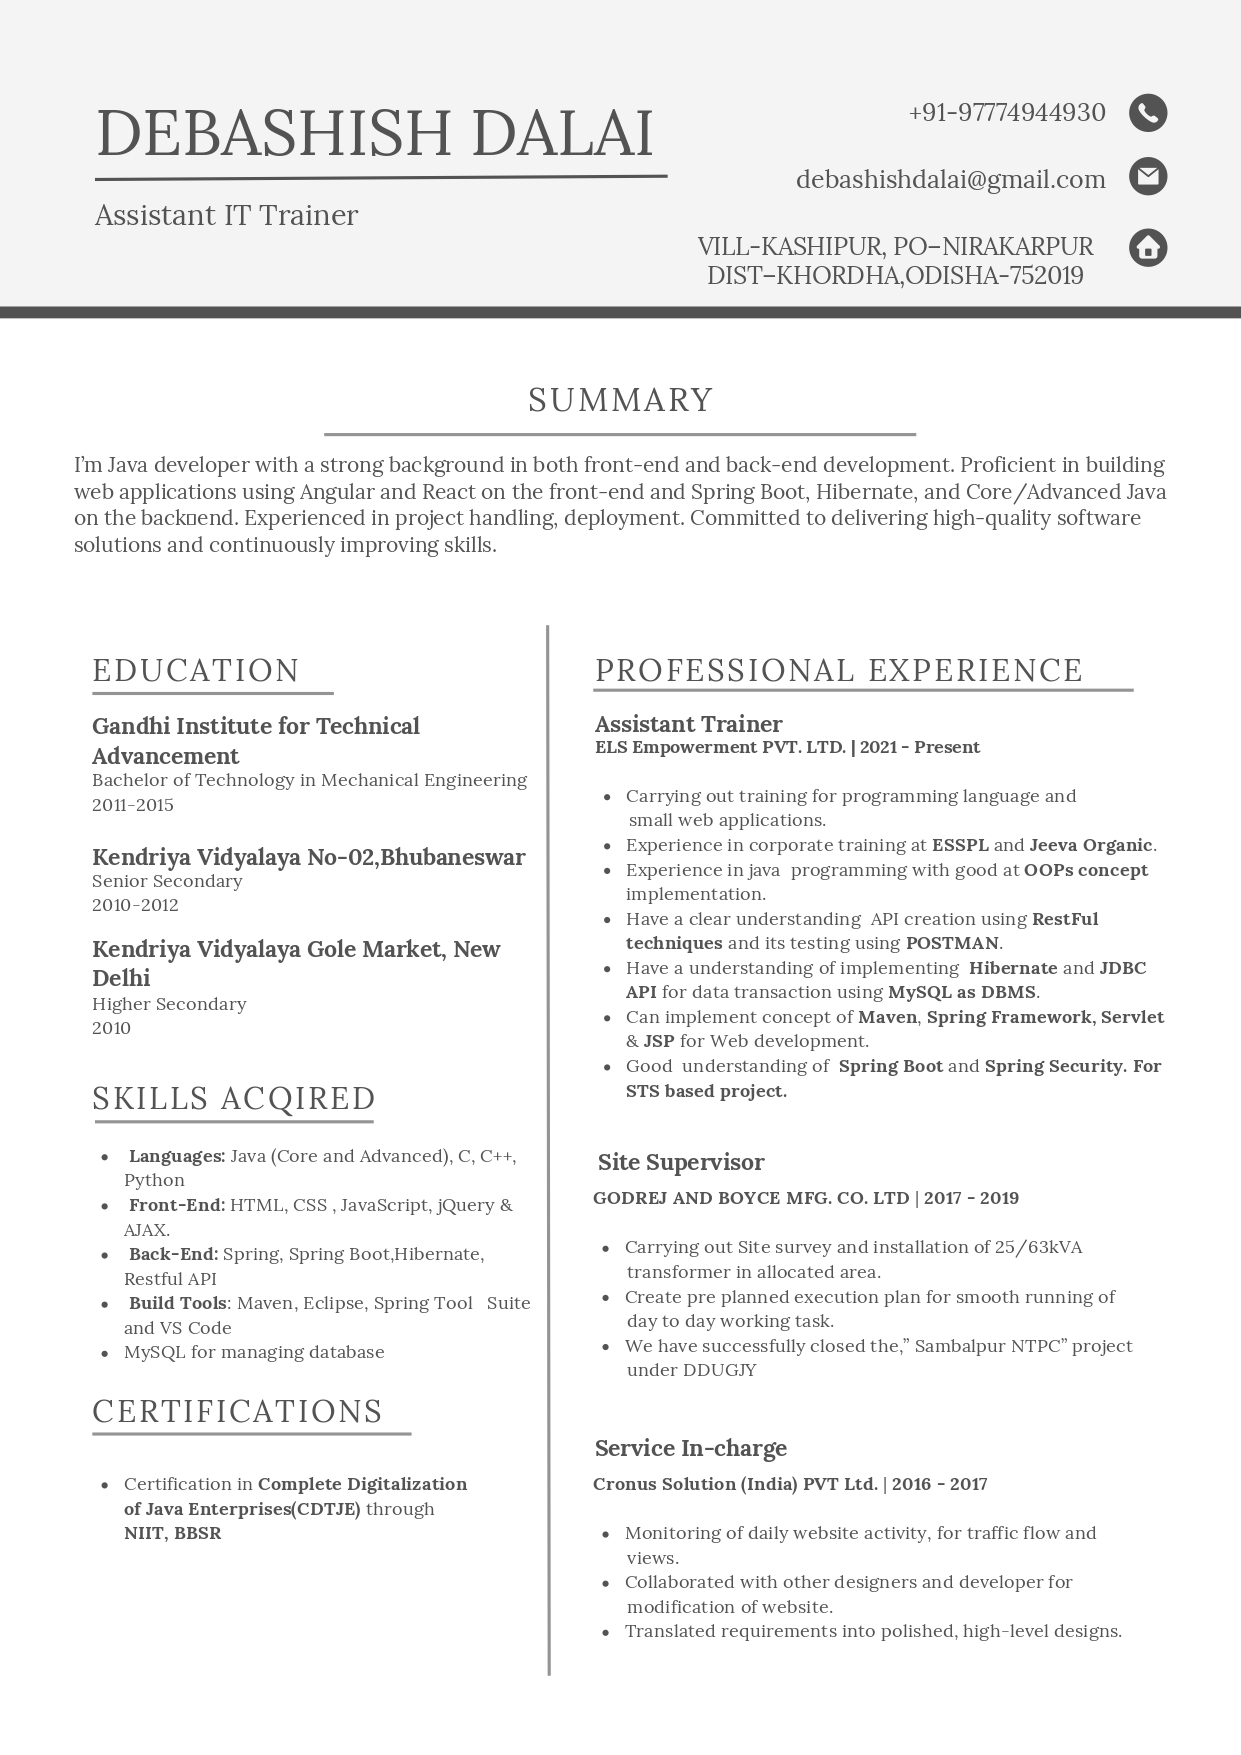 DEBASHISH DALAI
Assistant IT Trainer
+91-97774944930
debashishdalai@gmail.com
VILL-KASHIPUR, PO–NIRAKARPUR
DIST–KHORDHA,ODISHA-752019
SUMMARY
I’m Java developer with a strong background in both front-end and back-end development. Proficient in building
web applications using Angular and React on the front-end and Spring Boot, Hibernate, and Core/Advanced Java
on the back▯end. Experienced in project handling, deployment. Committed to delivering high-quality software
solutions and continuously improving skills.
EDUCATION
Gandhi Institute for Technical
Advancement
Bachelor of Technology in Mechanical Engineering
2011-2015
Kendriya Vidyalaya No-02,Bhubaneswar
Senior Secondary
2010-2012
Kendriya Vidyalaya Gole Market, New
Delhi
Higher Secondary
2010
SKILLS ACQIRED
• Languages: Java (Core and Advanced), C, C++,
Python
• Front-End: HTML, CSS , JavaScript, jQuery &
AJAX.
• Back-End: Spring, Spring Boot,Hibernate,
Restful API
• Build Tools: Maven, Eclipse, Spring Tool Suite
and VS Code
• MySQL for managing database
CERTIFICATIONS
• Certification in Complete Digitalization
of Java Enterprises(CDTJE) through
NIIT, BBSR
PROFESSIONAL EXPERIENCE
Assistant Trainer
ELS Empowerment PVT. LTD. | 2021 - Present
• Carrying out training for programming language and
small web applications.
• Experience in corporate training at ESSPL and Jeeva Organic.
• Experience in java programming with good at OOPs concept
implementation.
• Have a clear understanding API creation using RestFul
techniques and its testing using POSTMAN.
• Have a understanding of implementing Hibernate and JDBC
API for data transaction using MySQL as DBMS.
• Can implement concept of Maven, Spring Framework, Servlet
& JSP for Web development.
• Good understanding of Spring Boot and Spring Security. For
STS based project.
Site Supervisor
GODREJ AND BOYCE MFG. CO. LTD | 2017 - 2019
• Carrying out Site survey and installation of 25/63kVA
transformer in allocated area.
• Create pre planned execution plan for smooth running of
day to day working task.
• We have successfully closed the,” Sambalpur NTPC” project
under DDUGJY
Service In-charge
Cronus Solution (India) PVT Ltd. | 2016 - 2017
• Monitoring of daily website activity, for traffic flow and
views.
• Collaborated with other designers and developer for
modification of website.
• Translated requirements into polished, high-level designs.